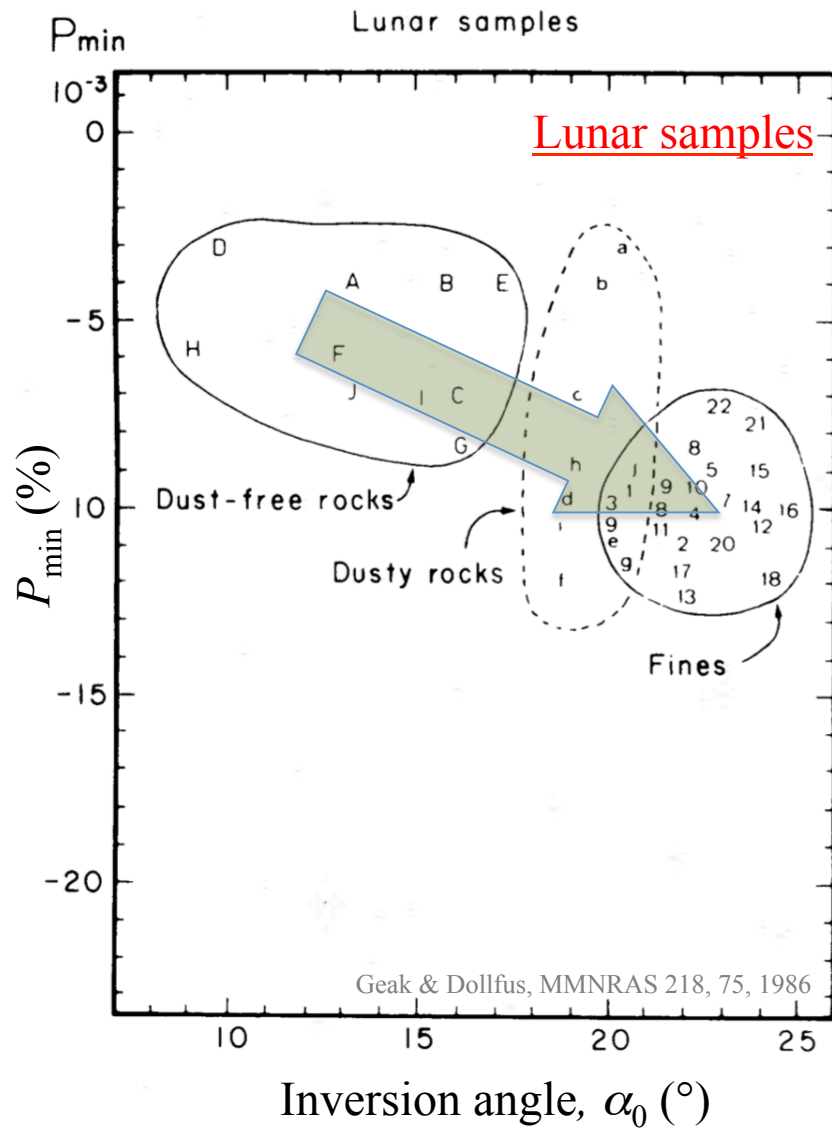 Lunar samples
Pmin
10⁻³
Lunar samples
0
-5
-10
-15
-20
P_min (%)
D
A B E
H F
J I C
G
Dust-free rocks
a
b
c
h
d
i
e
g
f
Dusty rocks
22
21
8
J 5 15
1 9 10
3 8 4 14 16
9 11 12
2 20
17 18
13
Fines
Geak & Dollfus, MMNRAS 218, 75, 1986
10 15 20 25
Inversion angle, α₀ (°)